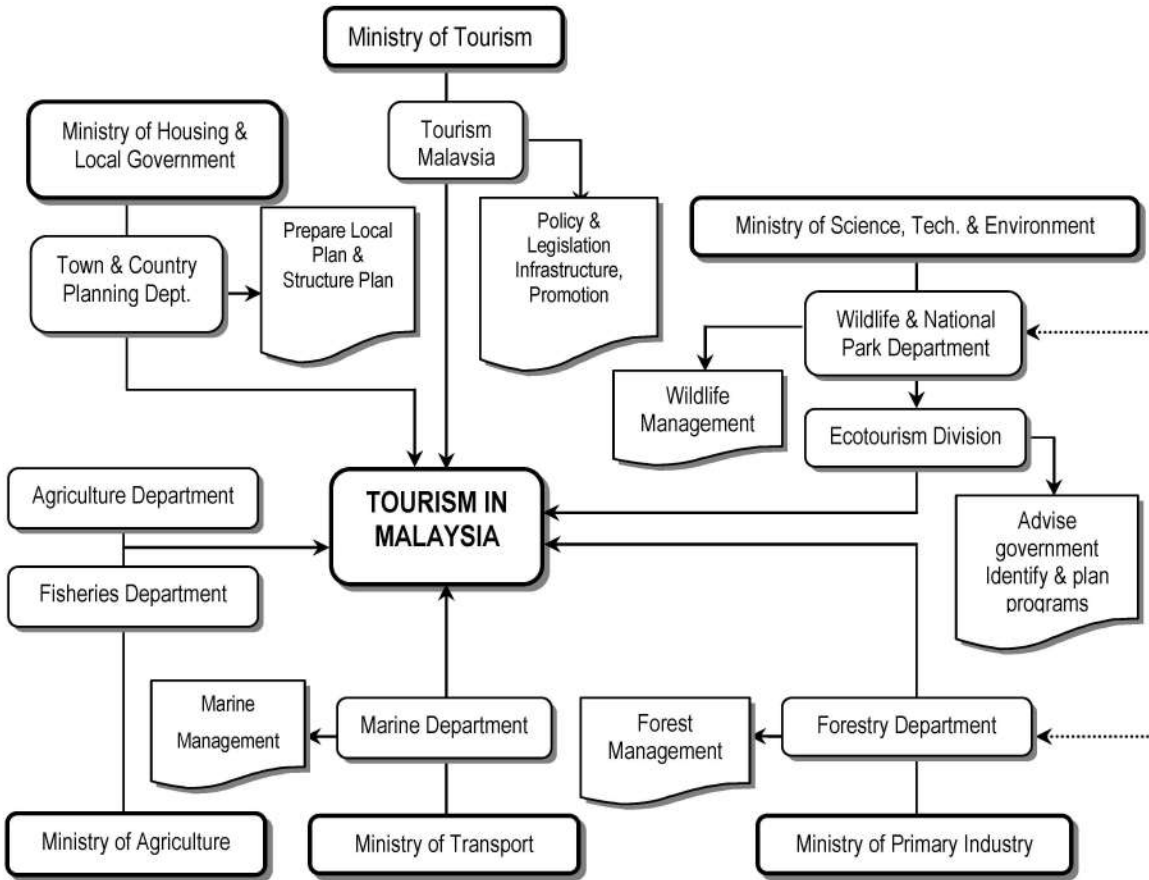 Ministry of Tourism
Tourism
Malavsia
Ministry of Housing &
Local Government
Prepare Local
Plan &
Structure Plan
Town & Country
Planning Dept.
Policy &
Legislation
Infrastructure,
Promotion
Ministry of Science, Tech. & Environment
Wildlife & National
Park Department
Wildlife
Management
Ecotourism Division
Agriculture Department
TOURISM IN
MALAYSIA
Advise
government
Identify & plan
programs
Fisheries Department
Marine
Management
Marine Department
Forest
Management
Forestry Department
Ministry of Agriculture
Ministry of Transport
Ministry of Primary Industry